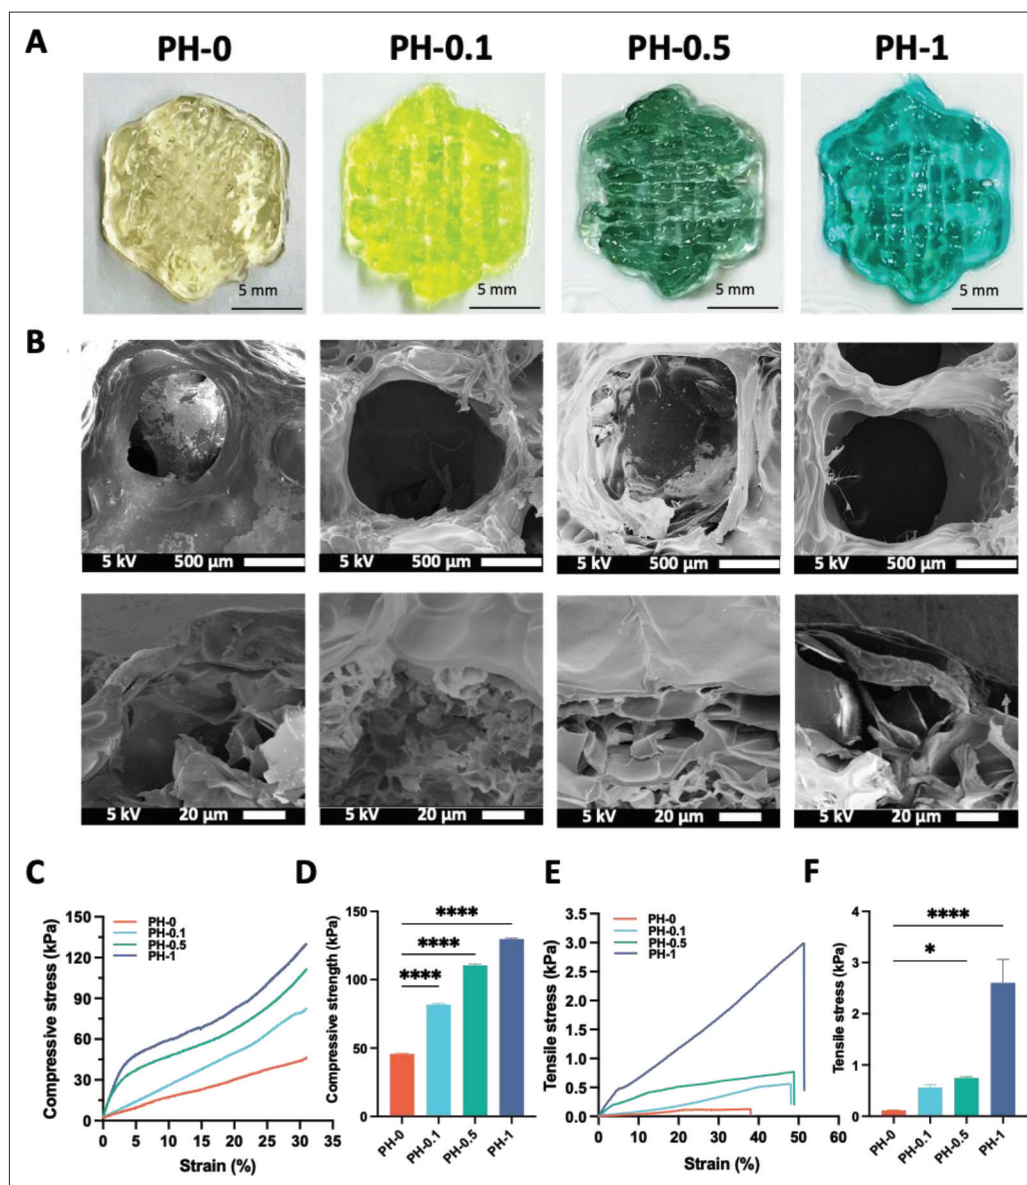 A
PH-0 PH-0.1 PH-0.5 PH-1
5 mm 5 mm 5 mm 5 mm
B
5 kV 500 µm 5 kV 500 µm 5 kV 500 µm 5 kV 500 µm
5 kV 20 µm 5 kV 20 µm 5 kV 20 µm 5 kV 20 µm
C
Compressive stress (kPa)
150
120
90
60
30
0
PH-0
PH-0.1
PH-0.5
PH-1
0 5 10 15 20 25 30 35
Strain (%)
D
Compressive strength (kPa)
150
100
50
0
****
****
****
PH-0 PH-0.1 PH-0.5 PH-1
E
Tensile stress (kPa)
3.5
3.0
2.5
2.0
1.5
1.0
0.5
0.0
PH-0
PH-0.1
PH-0.5
PH-1
0 10 20 30 40 50 60
Strain (%)
F
Tensile stress (kPa)
4
3
2
1
0
****
*
PH-0 PH-0.1 PH-0.5 PH-1